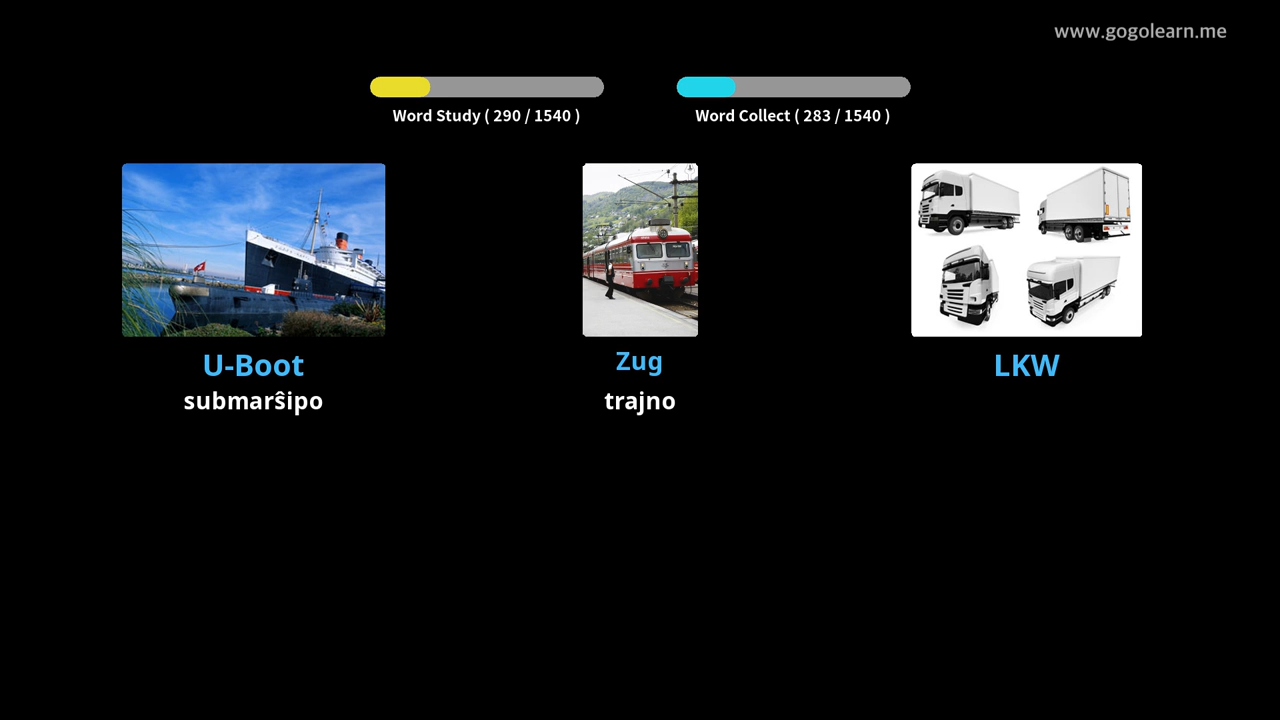 www.gogolearn.me
Word Study ( 290 / 1540 )
Word Collect ( 283 / 1540 )
U-Boot
submarŝipo
Zug
trajno
LKW